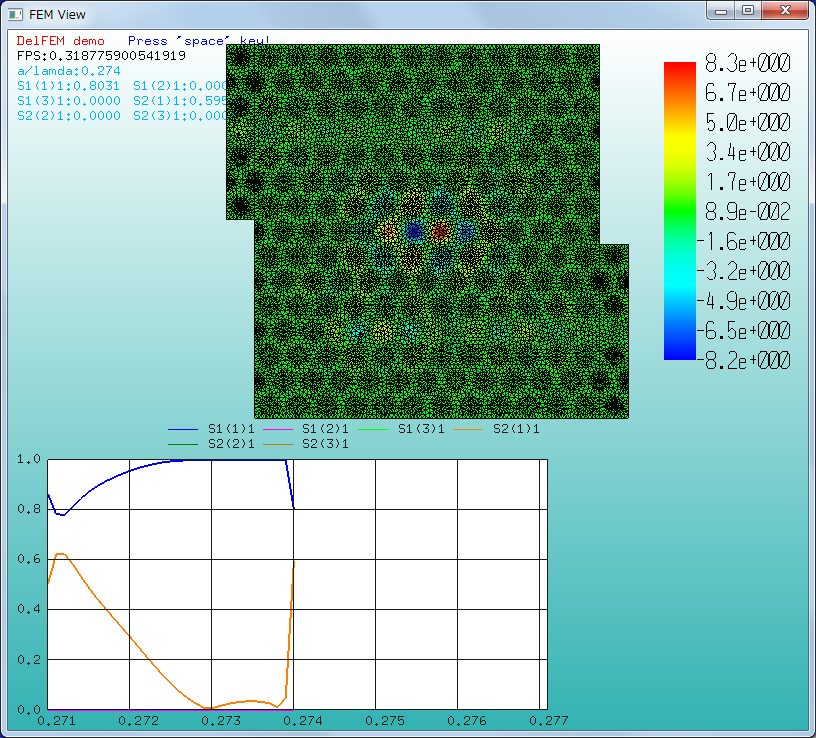 FEM View
DelFEM demo Press 'space' key!
FPS:0.318775900541919
a/lamda:0.274
S1(1)1:0.8031 S1(2)1:0.000
S1(3)1:0.0000 S2(1)1:0.595
S2(2)1:0.0000 S2(3)1:0.000
8.3e+000
6.7e+000
5.0e+000
3.4e+000
1.7e+000
8.9e-002
-1.6e+000
-3.2e+000
-4.9e+000
-6.5e+000
-8.2e+000
S1(1)1 S1(2)1 S1(3)1 S2(1)1
S2(2)1 S2(3)1
1.0
0.8
0.6
0.4
0.2
0.0
0.271 0.272 0.273 0.274 0.275 0.276 0.277